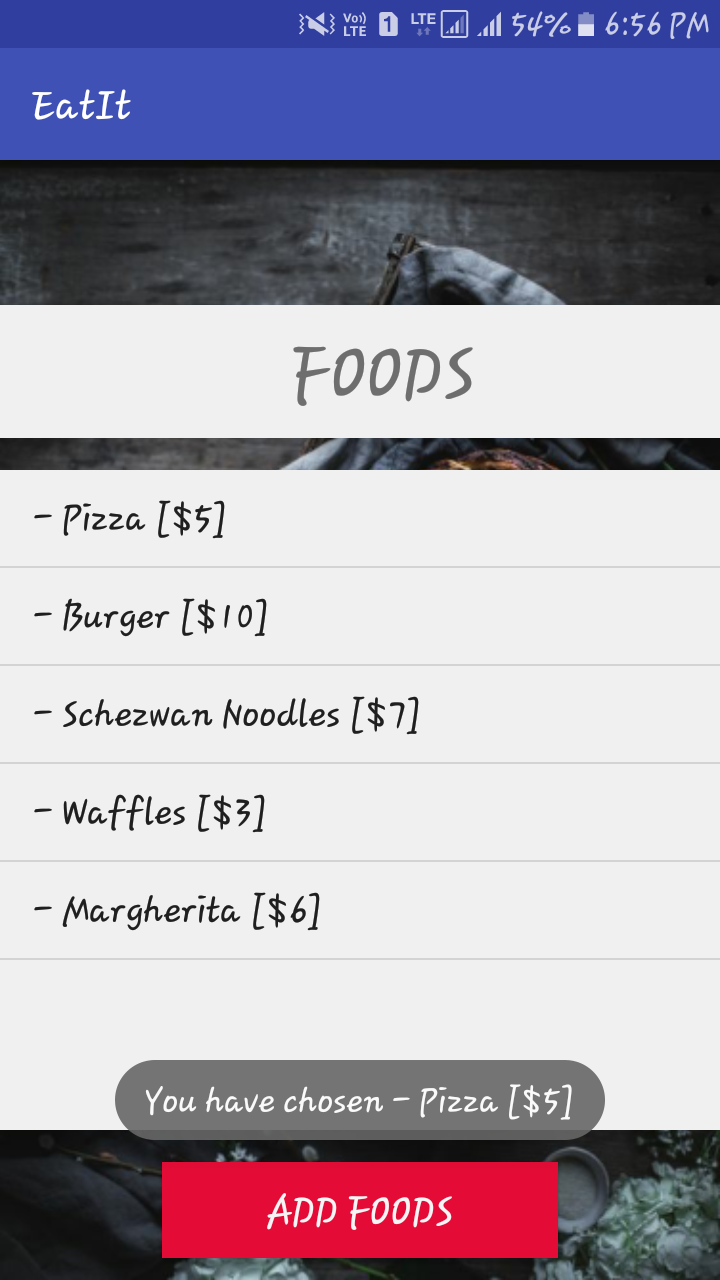 Vo))
LTE
1
LTE
54%
6:56 PM
EatIt
FOODS
- Pizza [$5]
- Burger [$10]
- Schezwan Noodles [$7]
- Waffles [$3]
- Margherita [$6]
You have chosen - Pizza [$5]
ADD FOODS